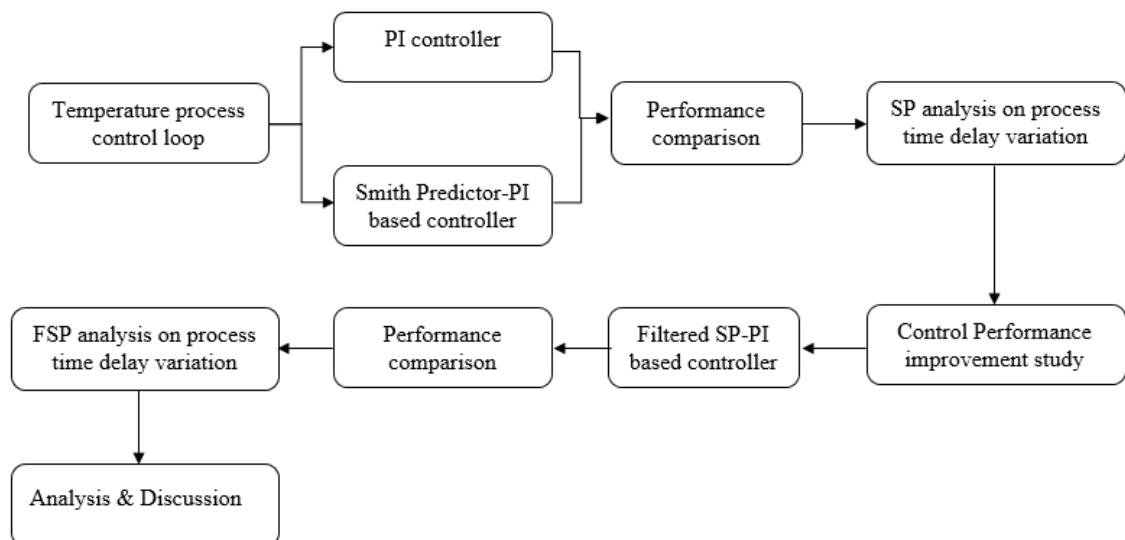 PI controller
Temperature process
control loop
Smith Predictor-PI
based controller
Performance
comparison
SP analysis on process
time delay variation
Control Performance
improvement study
Filtered SP-PI
based controller
Performance
comparison
FSP analysis on process
time delay variation
Analysis & Discussion